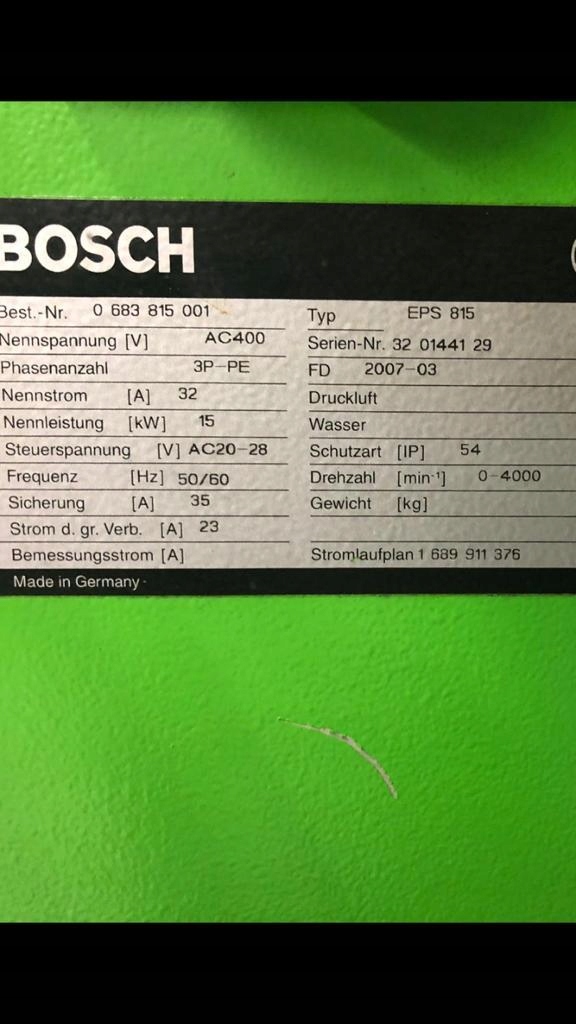 BOSCH
Best.-Nr. 0 683 815 001
Nennspannung [V] AC400
Phasenanzahl 3P-PE
Nennstrom [A] 32
Nennleistung [kW] 15
Steuerspannung [V] AC20-28
Frequenz [Hz] 50/60
Sicherung [A] 35
Strom d. gr. Verb. [A] 23
Bemessungsstrom [A]
Made in Germany
Typ EPS 815
Serien-Nr. 32 01441 29
FD 2007-03
Druckluft
Wasser
Schutzart [IP] 54
Drehzahl [min⁻¹] 0-4000
Gewicht [kg]
Stromlaufplan 1 689 911 376